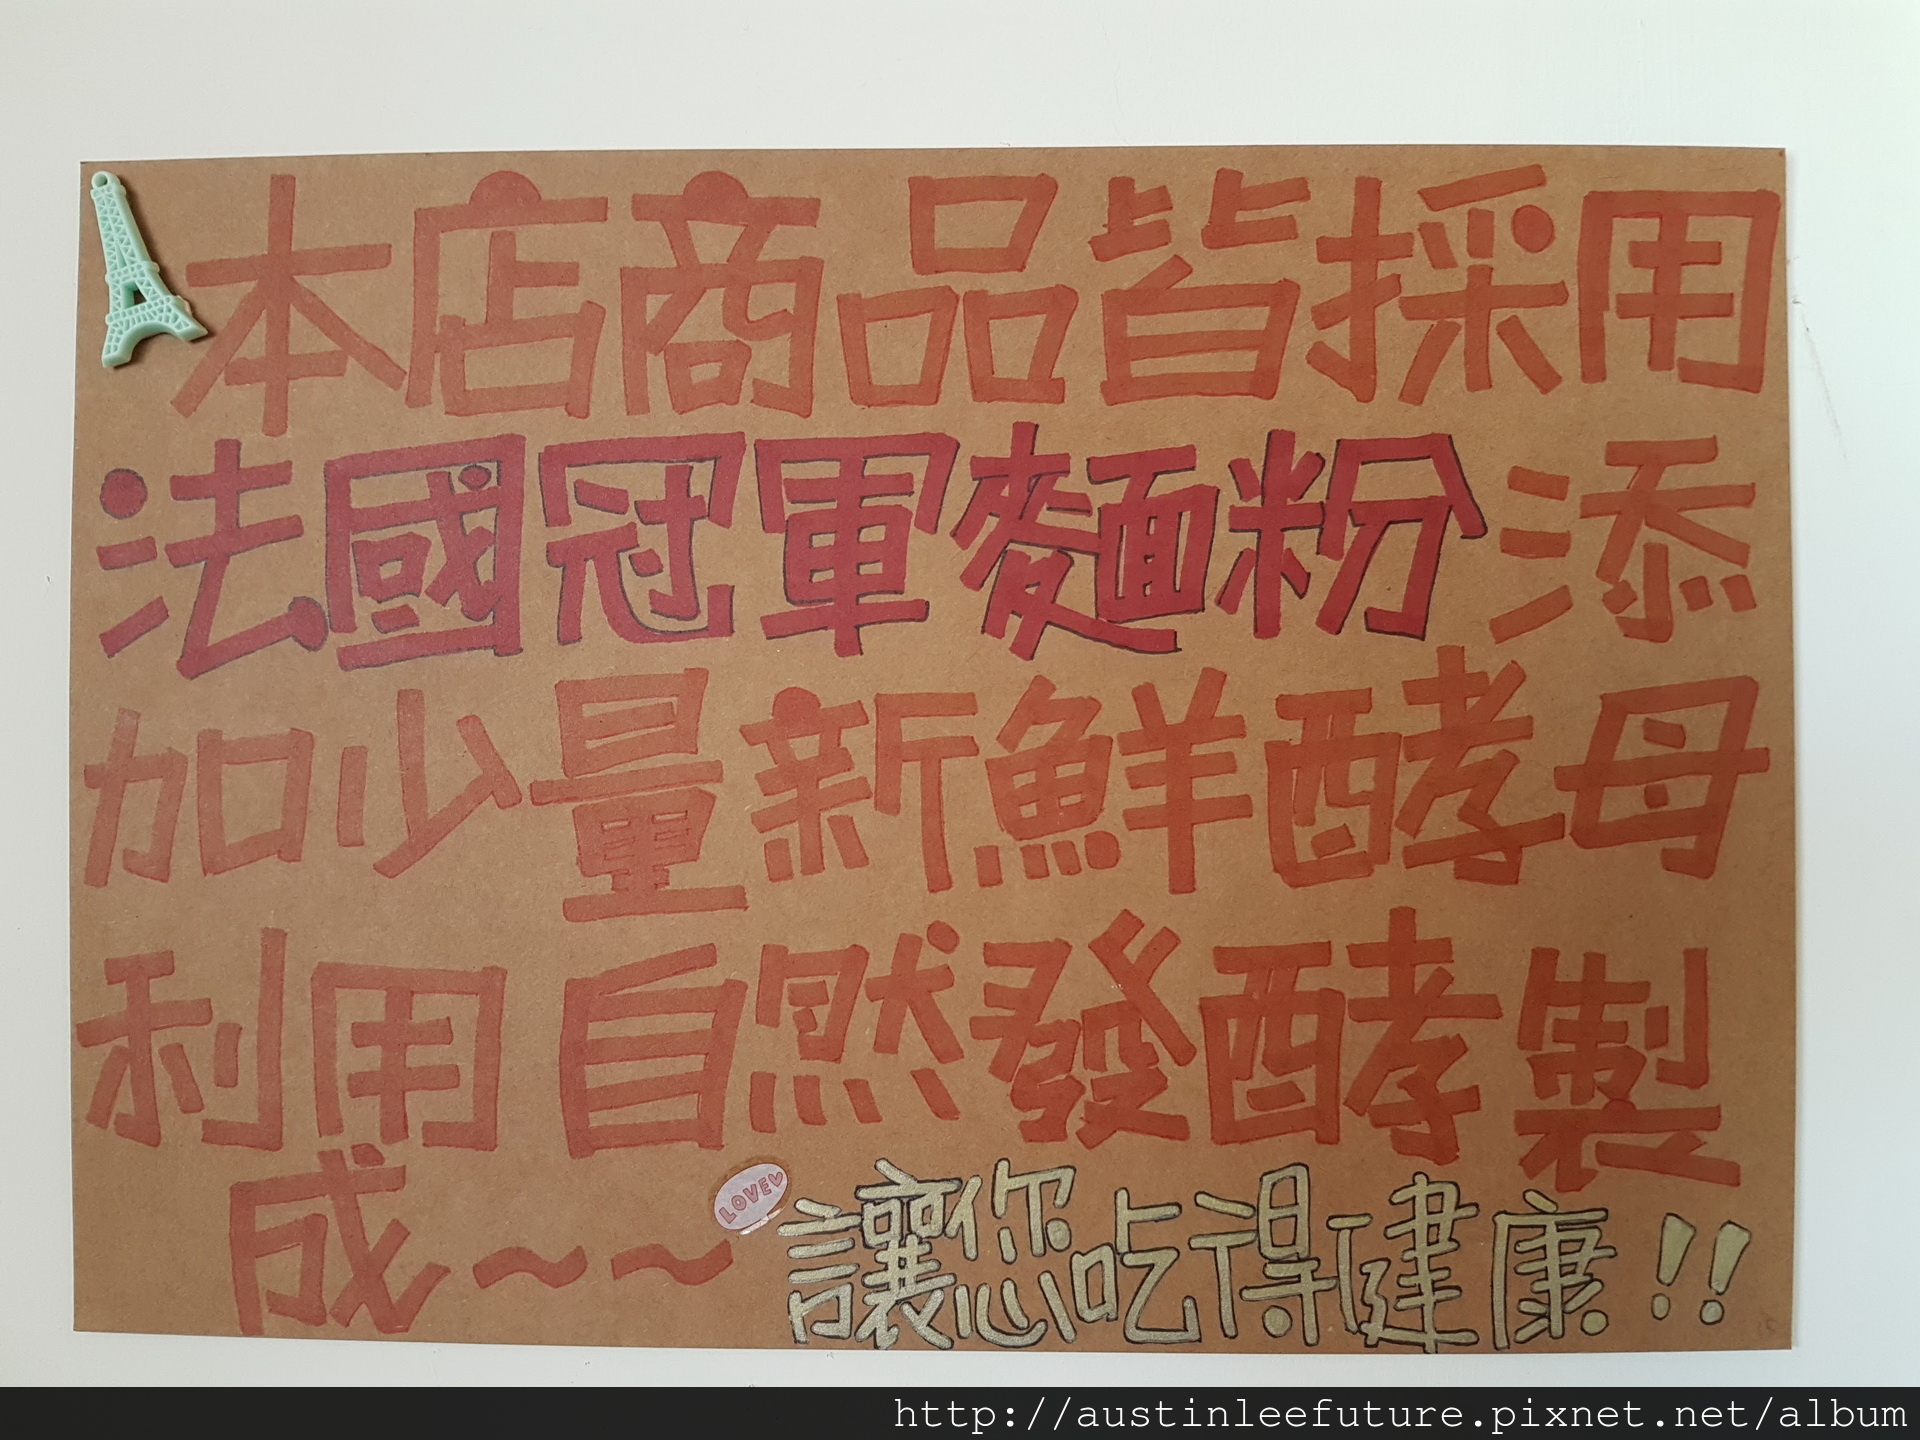 本店商品皆採用
法國冠軍麵粉添
加少量新鮮酵母
利用自然發酵製
成~~ LOVE 讓您吃得健康!!
http://austinleefuture.pixnet.net/album